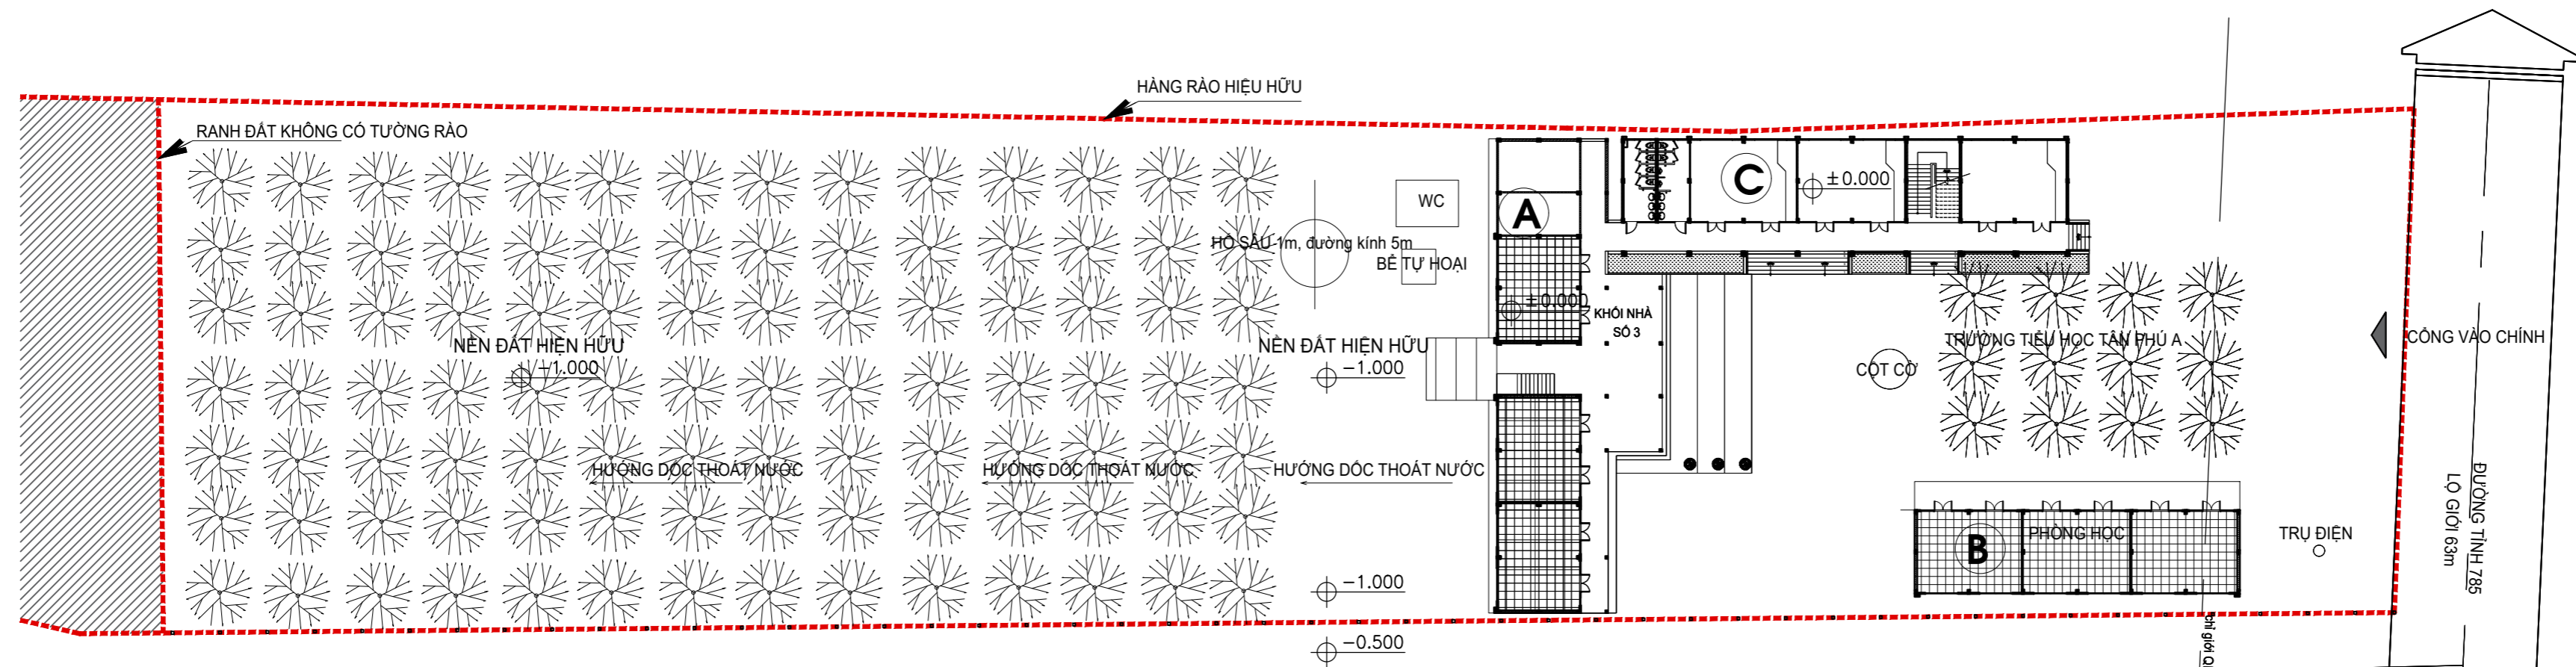 HÀNG RÀO HIỆU HỮU
RANH ĐẤT KHÔNG CÓ TƯỜNG RÀO
WC
A
C
±0.000
HỐ SÂU 1m, đường kính 5m
BỂ TỰ HOẠI
±0.000
KHỐI NHÀ
SỐ 3
NỀN ĐẤT HIỆN HỮU
-1.000
NỀN ĐẤT HIỆN HỮU
-1.000
TRƯỜNG TIỂU HỌC TÂN PHÚ A
CỔNG VÀO CHÍNH
CỘT CỜ
HƯỚNG DỐC THOÁT NƯỚC
HƯỚNG DỐC THOÁT NƯỚC
HƯỚNG DỐC THOÁT NƯỚC
ĐƯỜNG TỈNH 785
LỘ GIỚI 63m
B
PHÒNG HỌC
TRỤ ĐIỆN
-1.000
-0.500
chỉ giới